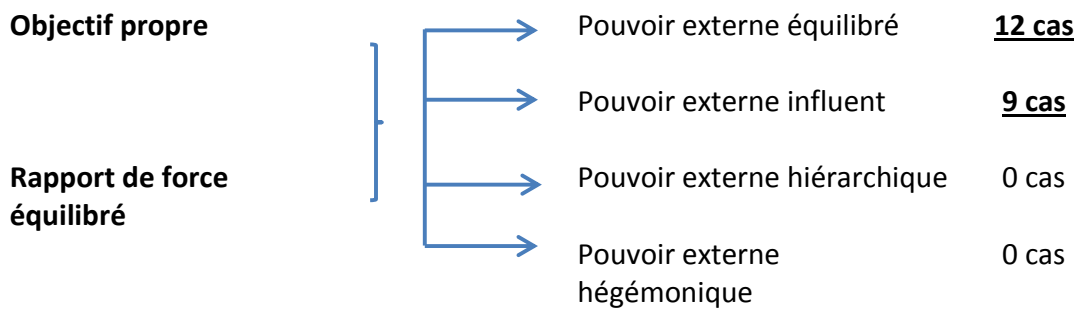 Objectif propre
Pouvoir externe équilibré 12 cas
Pouvoir externe influent 9 cas
Rapport de force
équilibré
Pouvoir externe hiérarchique 0 cas
Pouvoir externe 0 cas
hégémonique